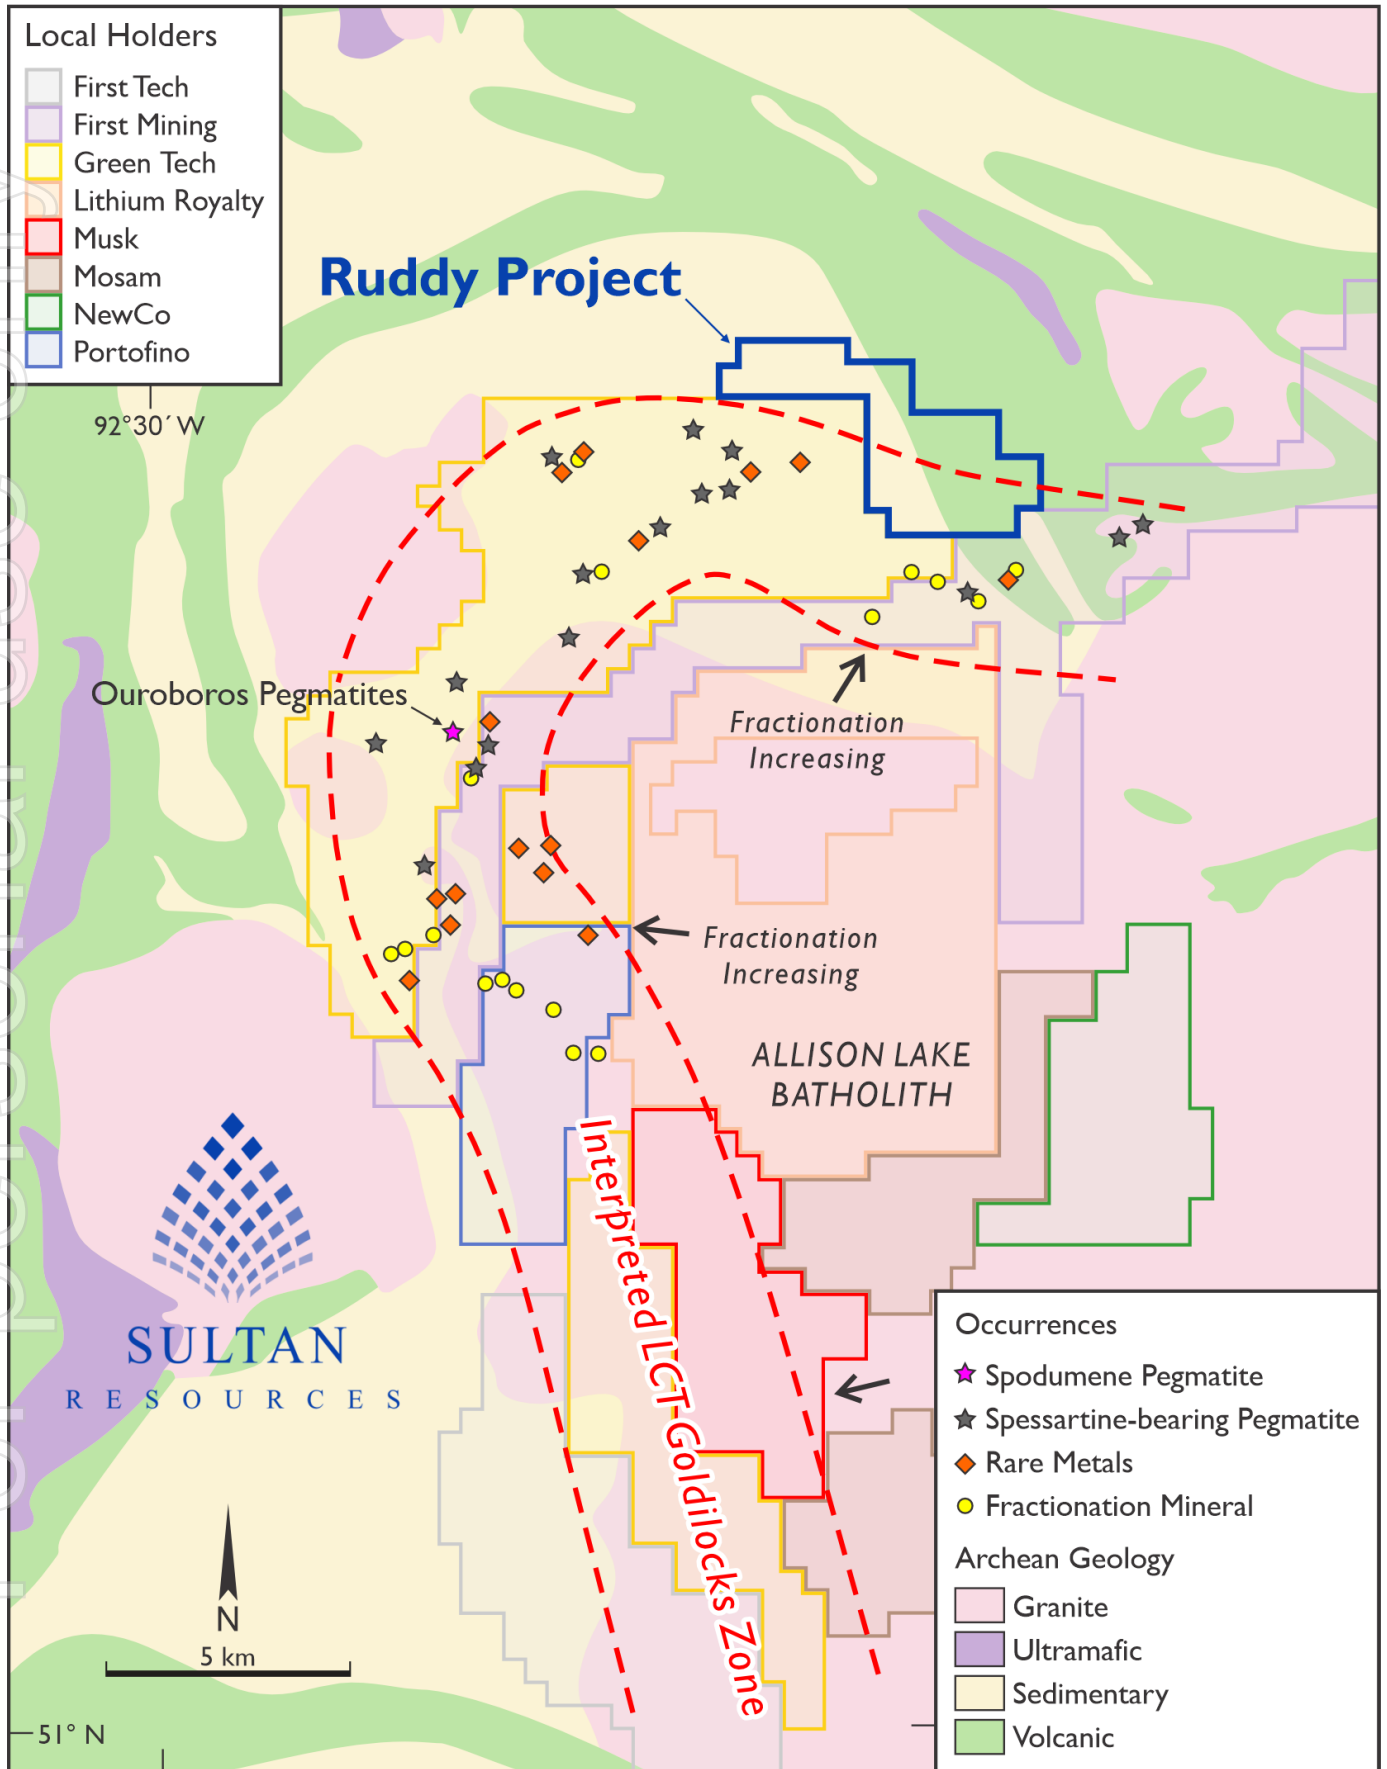 Local Holders
First Tech
First Mining
Green Tech
Lithium Royalty
Musk
Mosam
NewCo
Portofino
92°30´ W
Ruddy Project
Ouroboros Pegmatites
Fractionation
Increasing
Fractionation
Increasing
ALLISON LAKE
BATHOLITH
Interpreted LCT Goldilocks Zone
SULTAN
RESOURCES
N
5 km
51° N
Occurrences
Spodumene Pegmatite
Spessartine-bearing Pegmatite
Rare Metals
Fractionation Mineral
Archean Geology
Granite
Ultramafic
Sedimentary
Volcanic